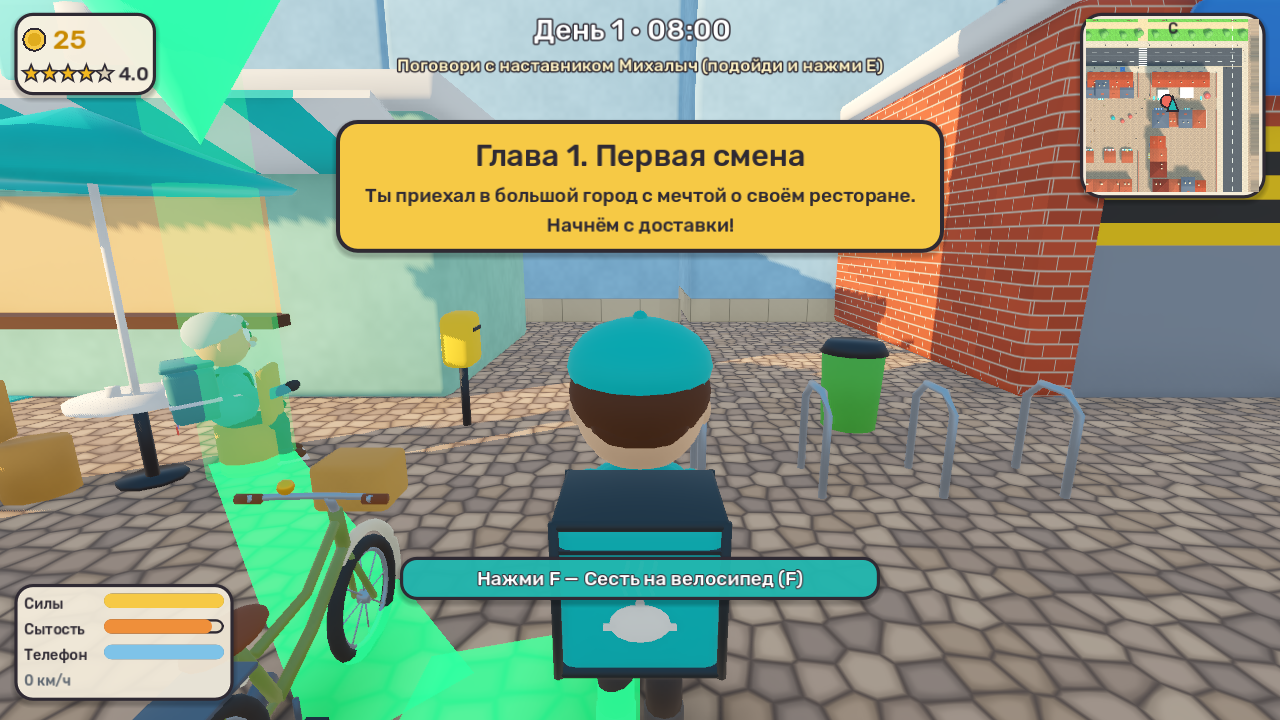 25
4.0
День 1 • 08:00
Поговори с наставником Михалыч (подойди и нажми E)
С
Глава 1. Первая смена
Ты приехал в большой город с мечтой о своём ресторане.
Начнём с доставки!
Нажми F — Сесть на велосипед (F)
Силы
Сытость
Телефон
0 км/ч